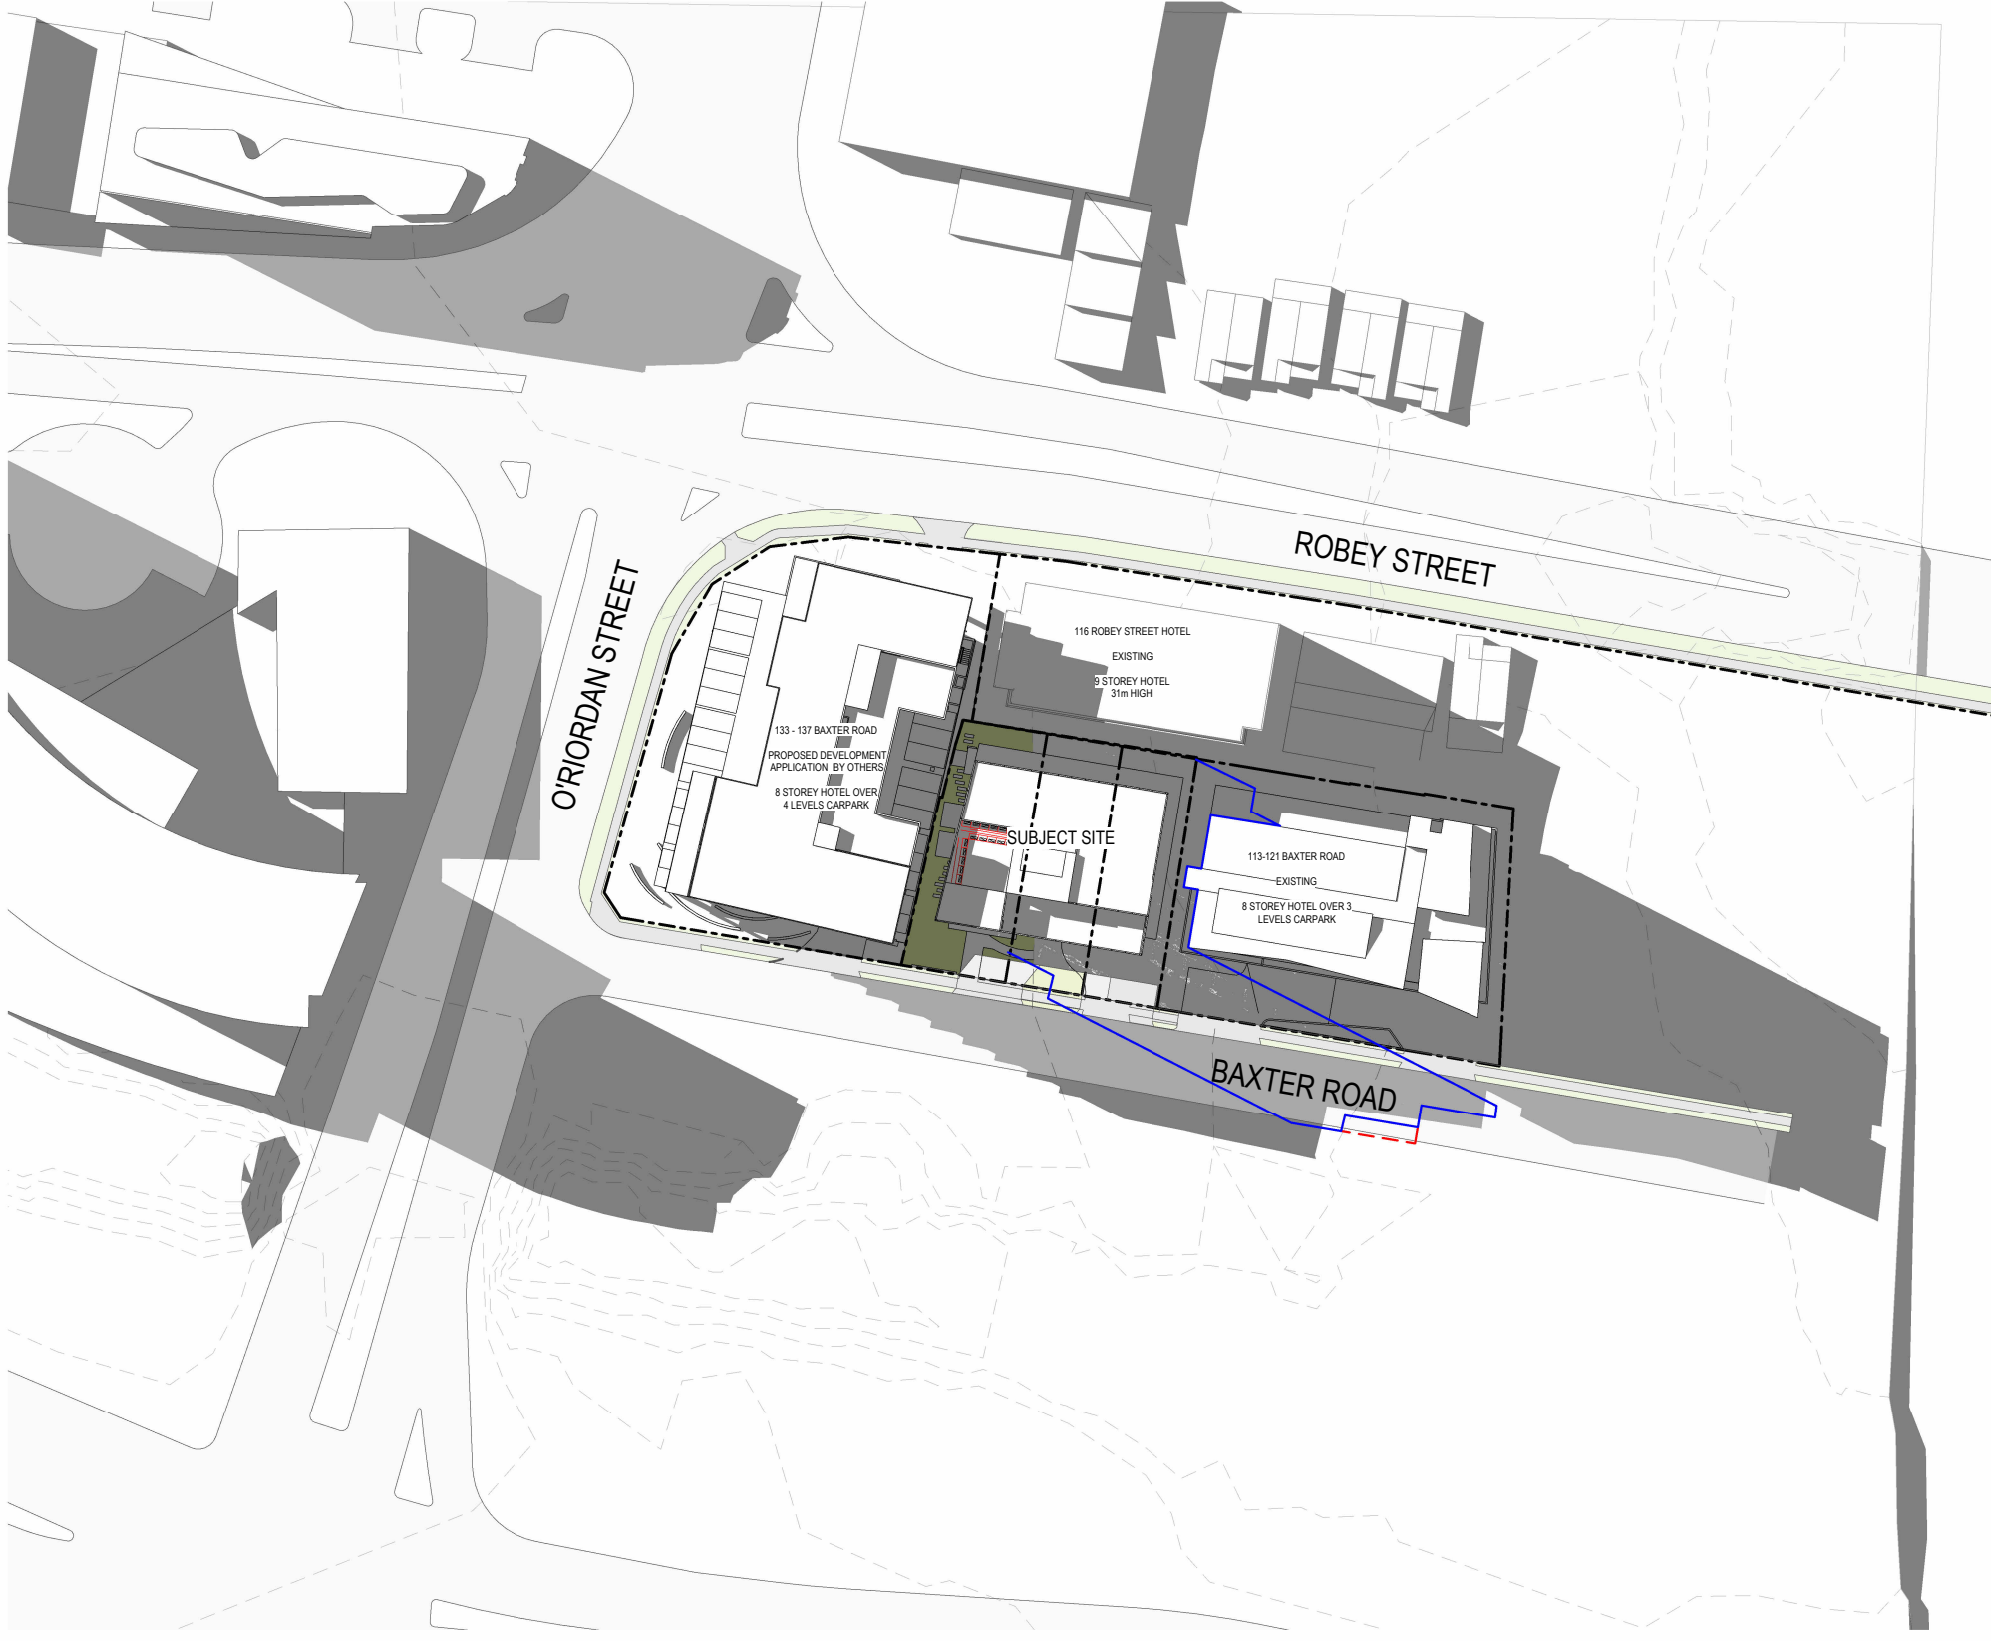 ROBEY STREET
O'RIORDAN STREET
116 ROBEY STREET HOTEL
EXISTING
9 STOREY HOTEL
31m HIGH
133 - 137 BAXTER ROAD
PROPOSED DEVELOPMENT
APPLICATION BY OTHERS
8 STOREY HOTEL OVER
4 LEVELS CARPARK
SUBJECT SITE
113-121 BAXTER ROAD
EXISTING
8 STOREY HOTEL OVER 3
LEVELS CARPARK
BAXTER ROAD